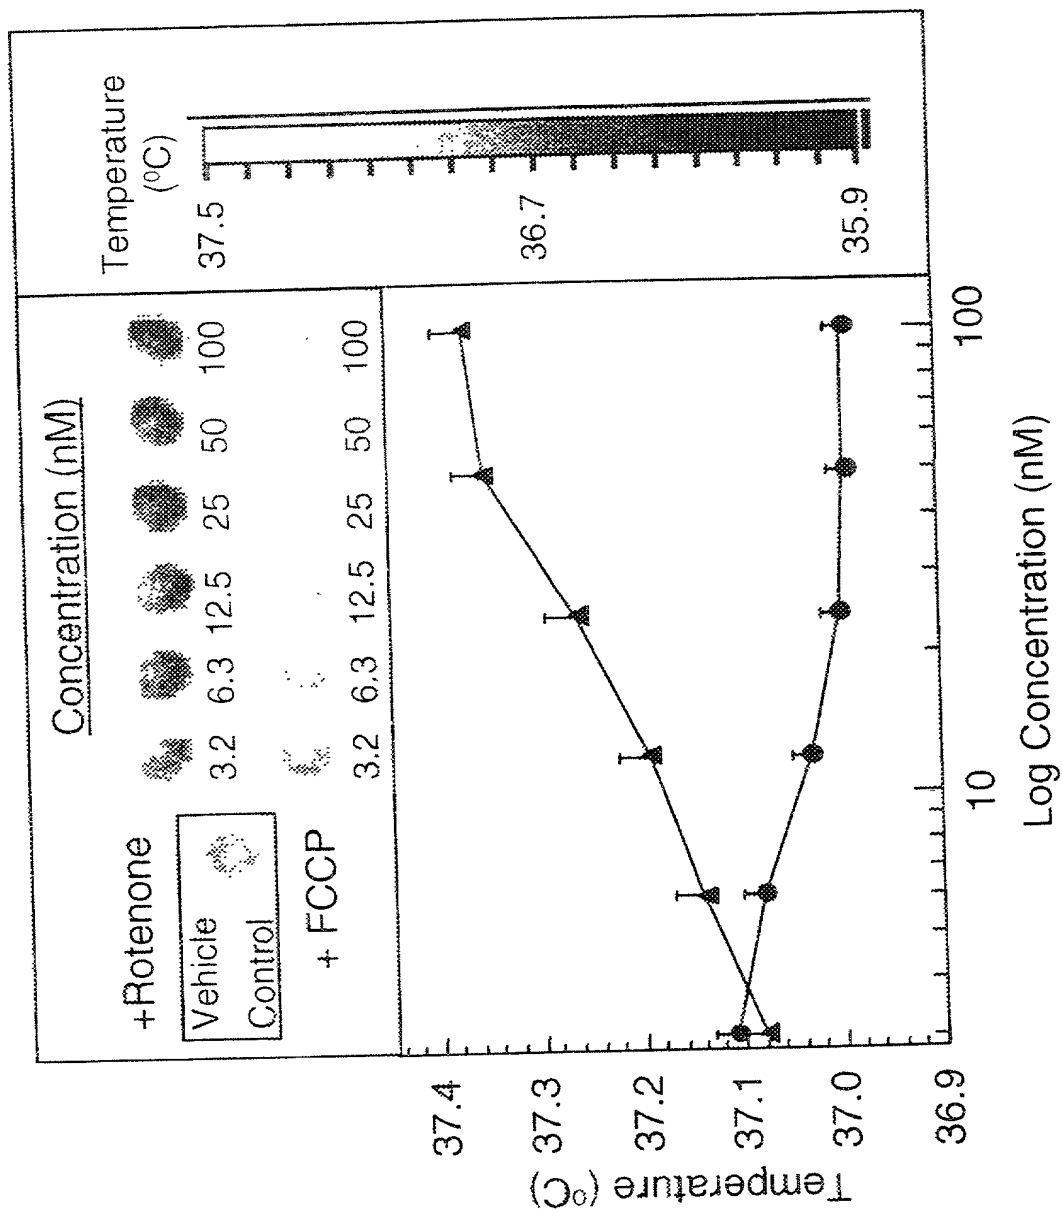 Concentration (nM)
+Rotenone
3.2 6.3 12.5 25 50 100
Vehicle
Control
+ FCCP
3.2 6.3 12.5 25 50 100
Temperature
(⁰C)
37.5
36.7
35.9
Temperature (⁰C)
37.4
37.3
37.2
37.1
37.0
36.9
10 100
Log Concentration (nM)